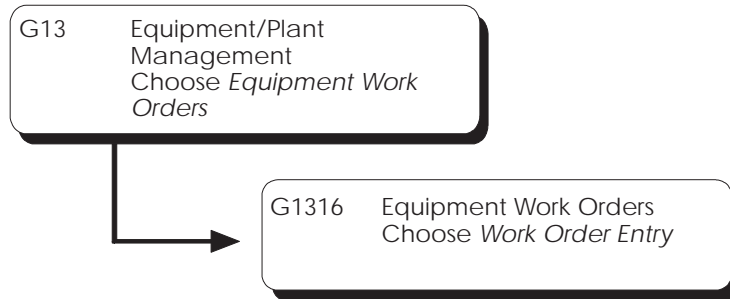 G13 Equipment/Plant
Management
Choose Equipment Work
Orders
G1316 Equipment Work Orders
Choose Work Order Entry